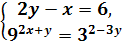 2y − x = 6,
9^{2x+y} = 3^{2−3y}